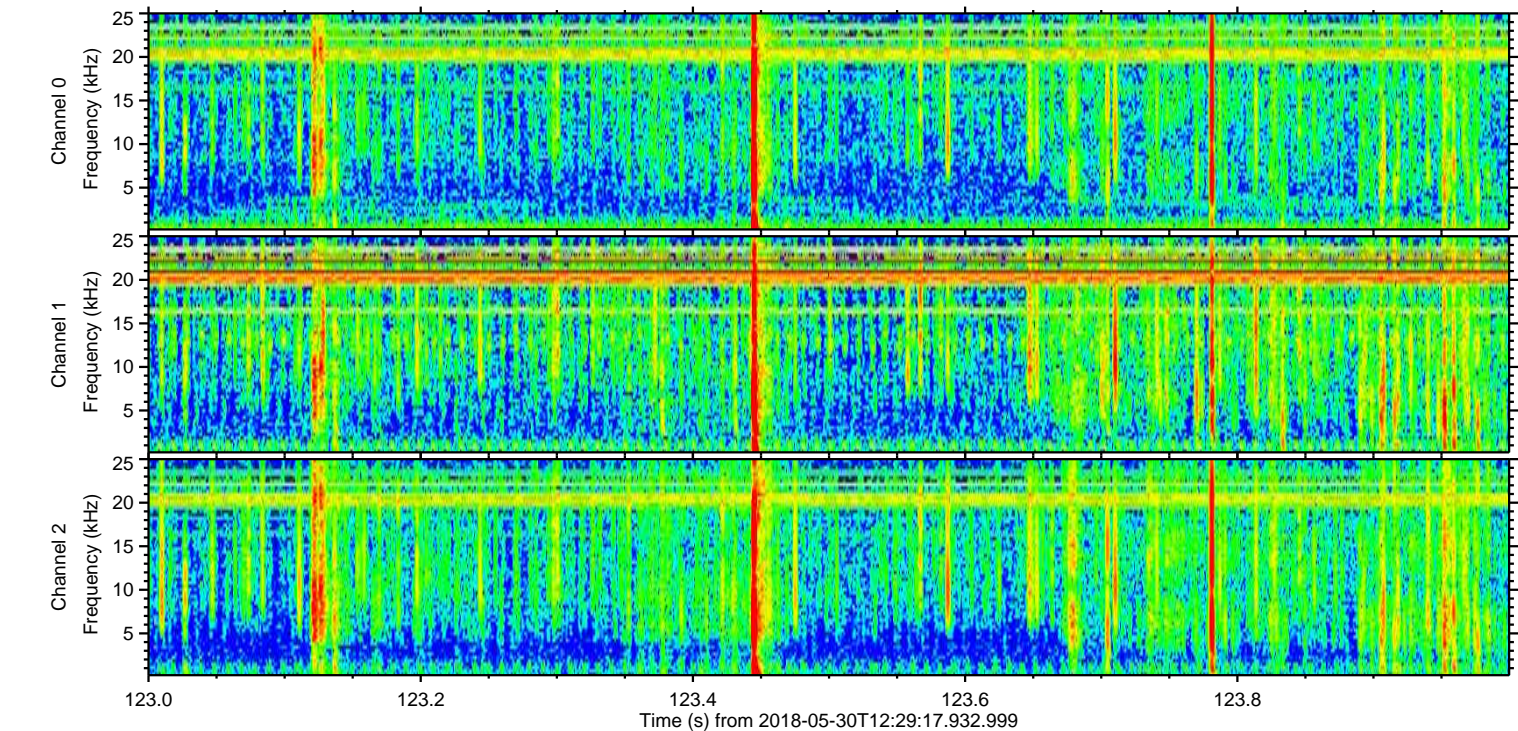 25
20
15
10
5
Channel 0
Frequency (kHz)
25
20
15
10
5
Channel 1
Frequency (kHz)
25
20
15
10
5
Channel 2
Frequency (kHz)
123.0 123.2 123.4 123.6 123.8
Time (s) from 2018-05-30T12:29:17.932.999